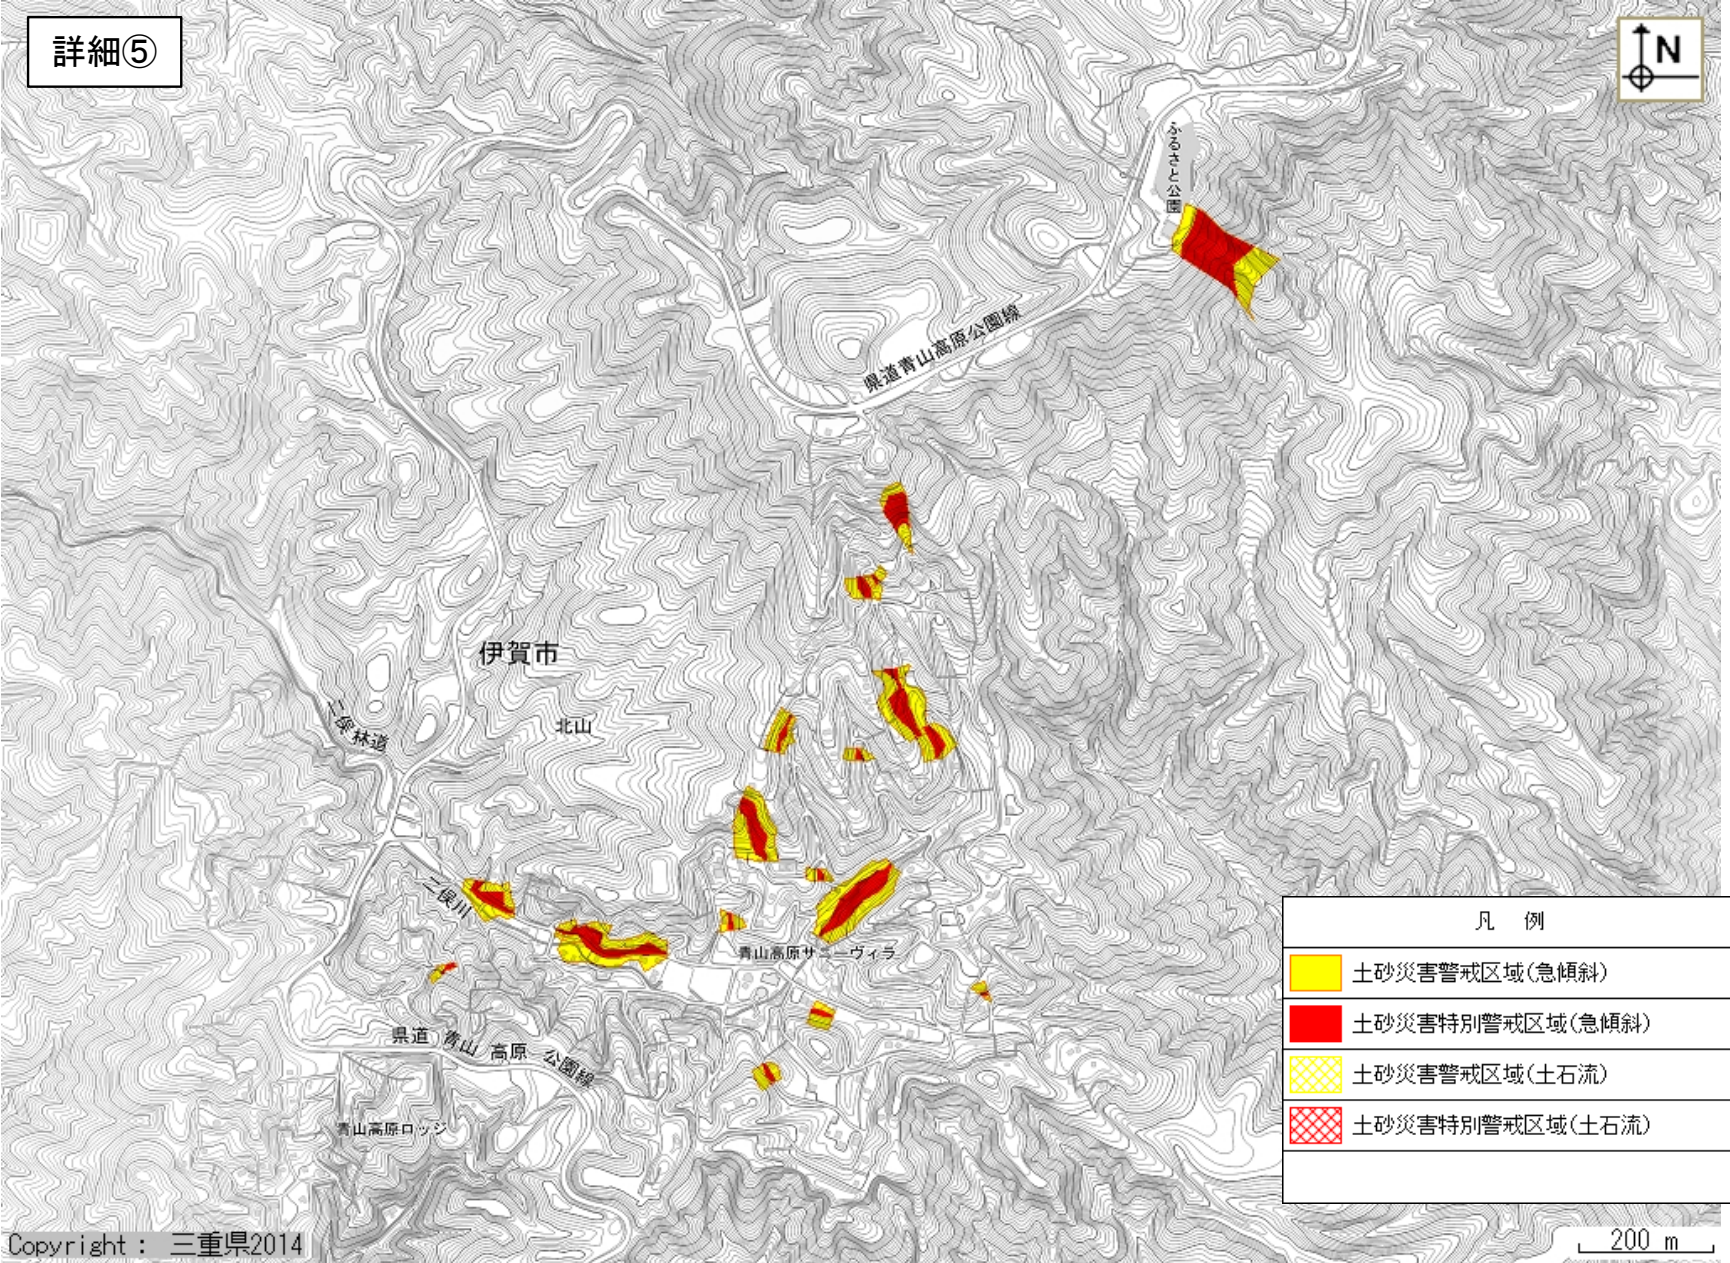 詳細⑤
N
ふるさと公園
県道青山高原公園線
伊賀市
北山
二俣林道
二俣川
青山高原サニーヴィラ
県道 青山 高原 公園線
青山高原ロッジ
凡 例
土砂災害警戒区域(急傾斜)
土砂災害特別警戒区域(急傾斜)
土砂災害警戒区域(土石流)
土砂災害特別警戒区域(土石流)
Copyright : 三重県2014
200 m